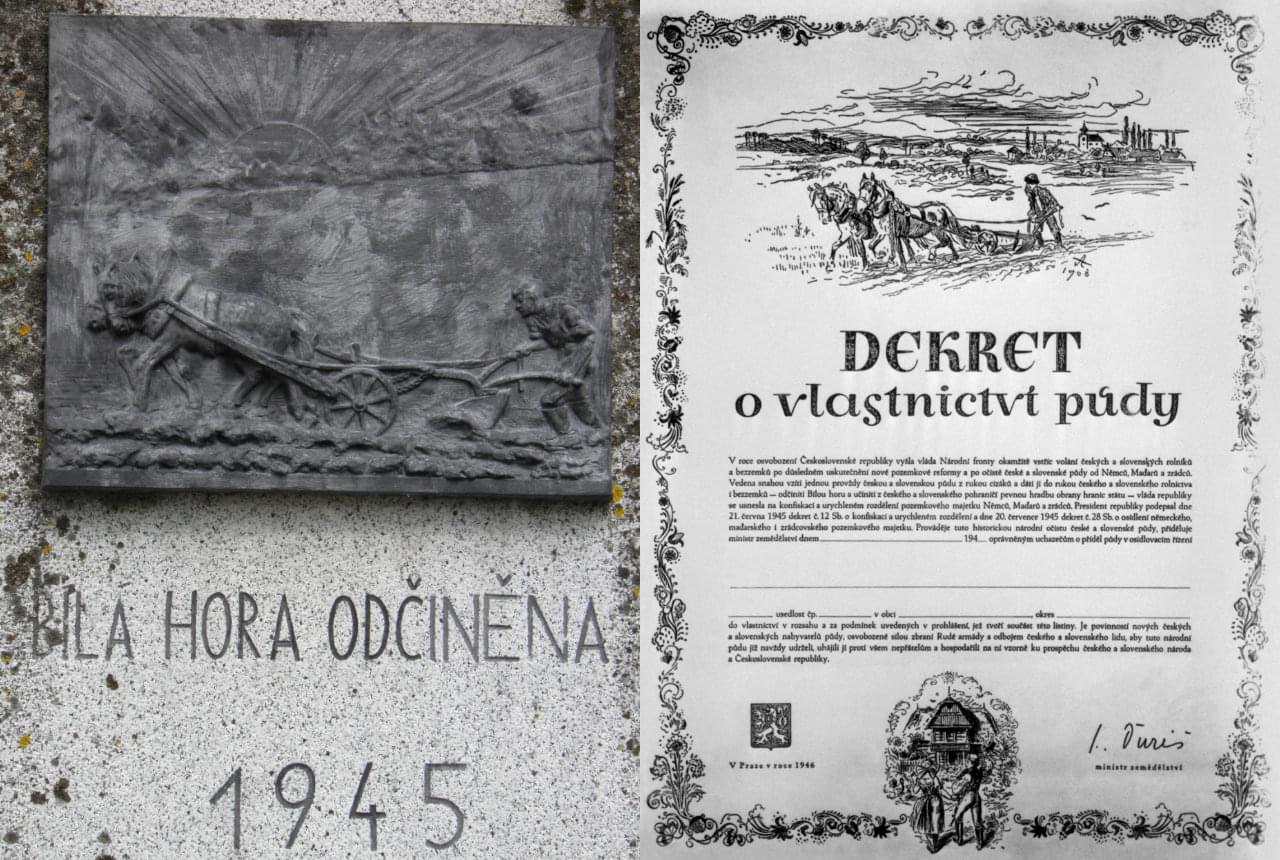 BÍLA HORA ODČINĚNA
1945
1906
DEKRET
o vlastnictví půdy
V roce osvobození Československé republiky vyšla vláda Národní fronty okamžitě vstříc volání českých a slovenských rolníků
a bezzemků po důsledném uskutečnění nové pozemkové reformy a po očistě české a slovenské půdy od Němců, Maďarů a zrádců.
Vedena snahou vzíti jednou provždy českou a slovenskou půdu z rukou cizáků a dáti ji do rukou českého a slovenského rolnictva
i bezzemků — odčiniti Bílou horu a učiniti z českého a slovenského pohraničí pevnou hradbu obrany hranic státu — vláda republiky
se usnesla na konfiskaci a urychleném rozdělení pozemkového majetku Němců, Maďarů a zrádců. President republiky podepsal dne
21. června 1945 dekret č. 12 Sb. o konfiskaci a urychleném rozdělení a dne 20. července 1945 dekret č. 28 Sb. o osídlení německého,
maďarského i zrádcovského pozemkového majetku. Prováděje tuto historickou národní očistu české a slovenské půdy, přiděluje
ministr zemědělství dnem 194 oprávněným uchazečům o příděl půdy v osidlovacím řízení
usedlost čp. v obci okres
do vlastnictví v rozsahu a za podmínek uvedených v prohlášení, jež tvoří součást této listiny. Je povinností nových českých
a slovenských nabyvatelů půdy, osvobozené silou zbraní Rudé armády a odbojem českého a slovenského lidu, aby tuto národní
půdu již navždy udrželi, uhájili ji proti všem nepřátelům a hospodařili na ní vzorně ku prospěchu českého a slovenského národa
a Československé republiky.
V Praze v roce 1946
J. Ďuriš
ministr zemědělství